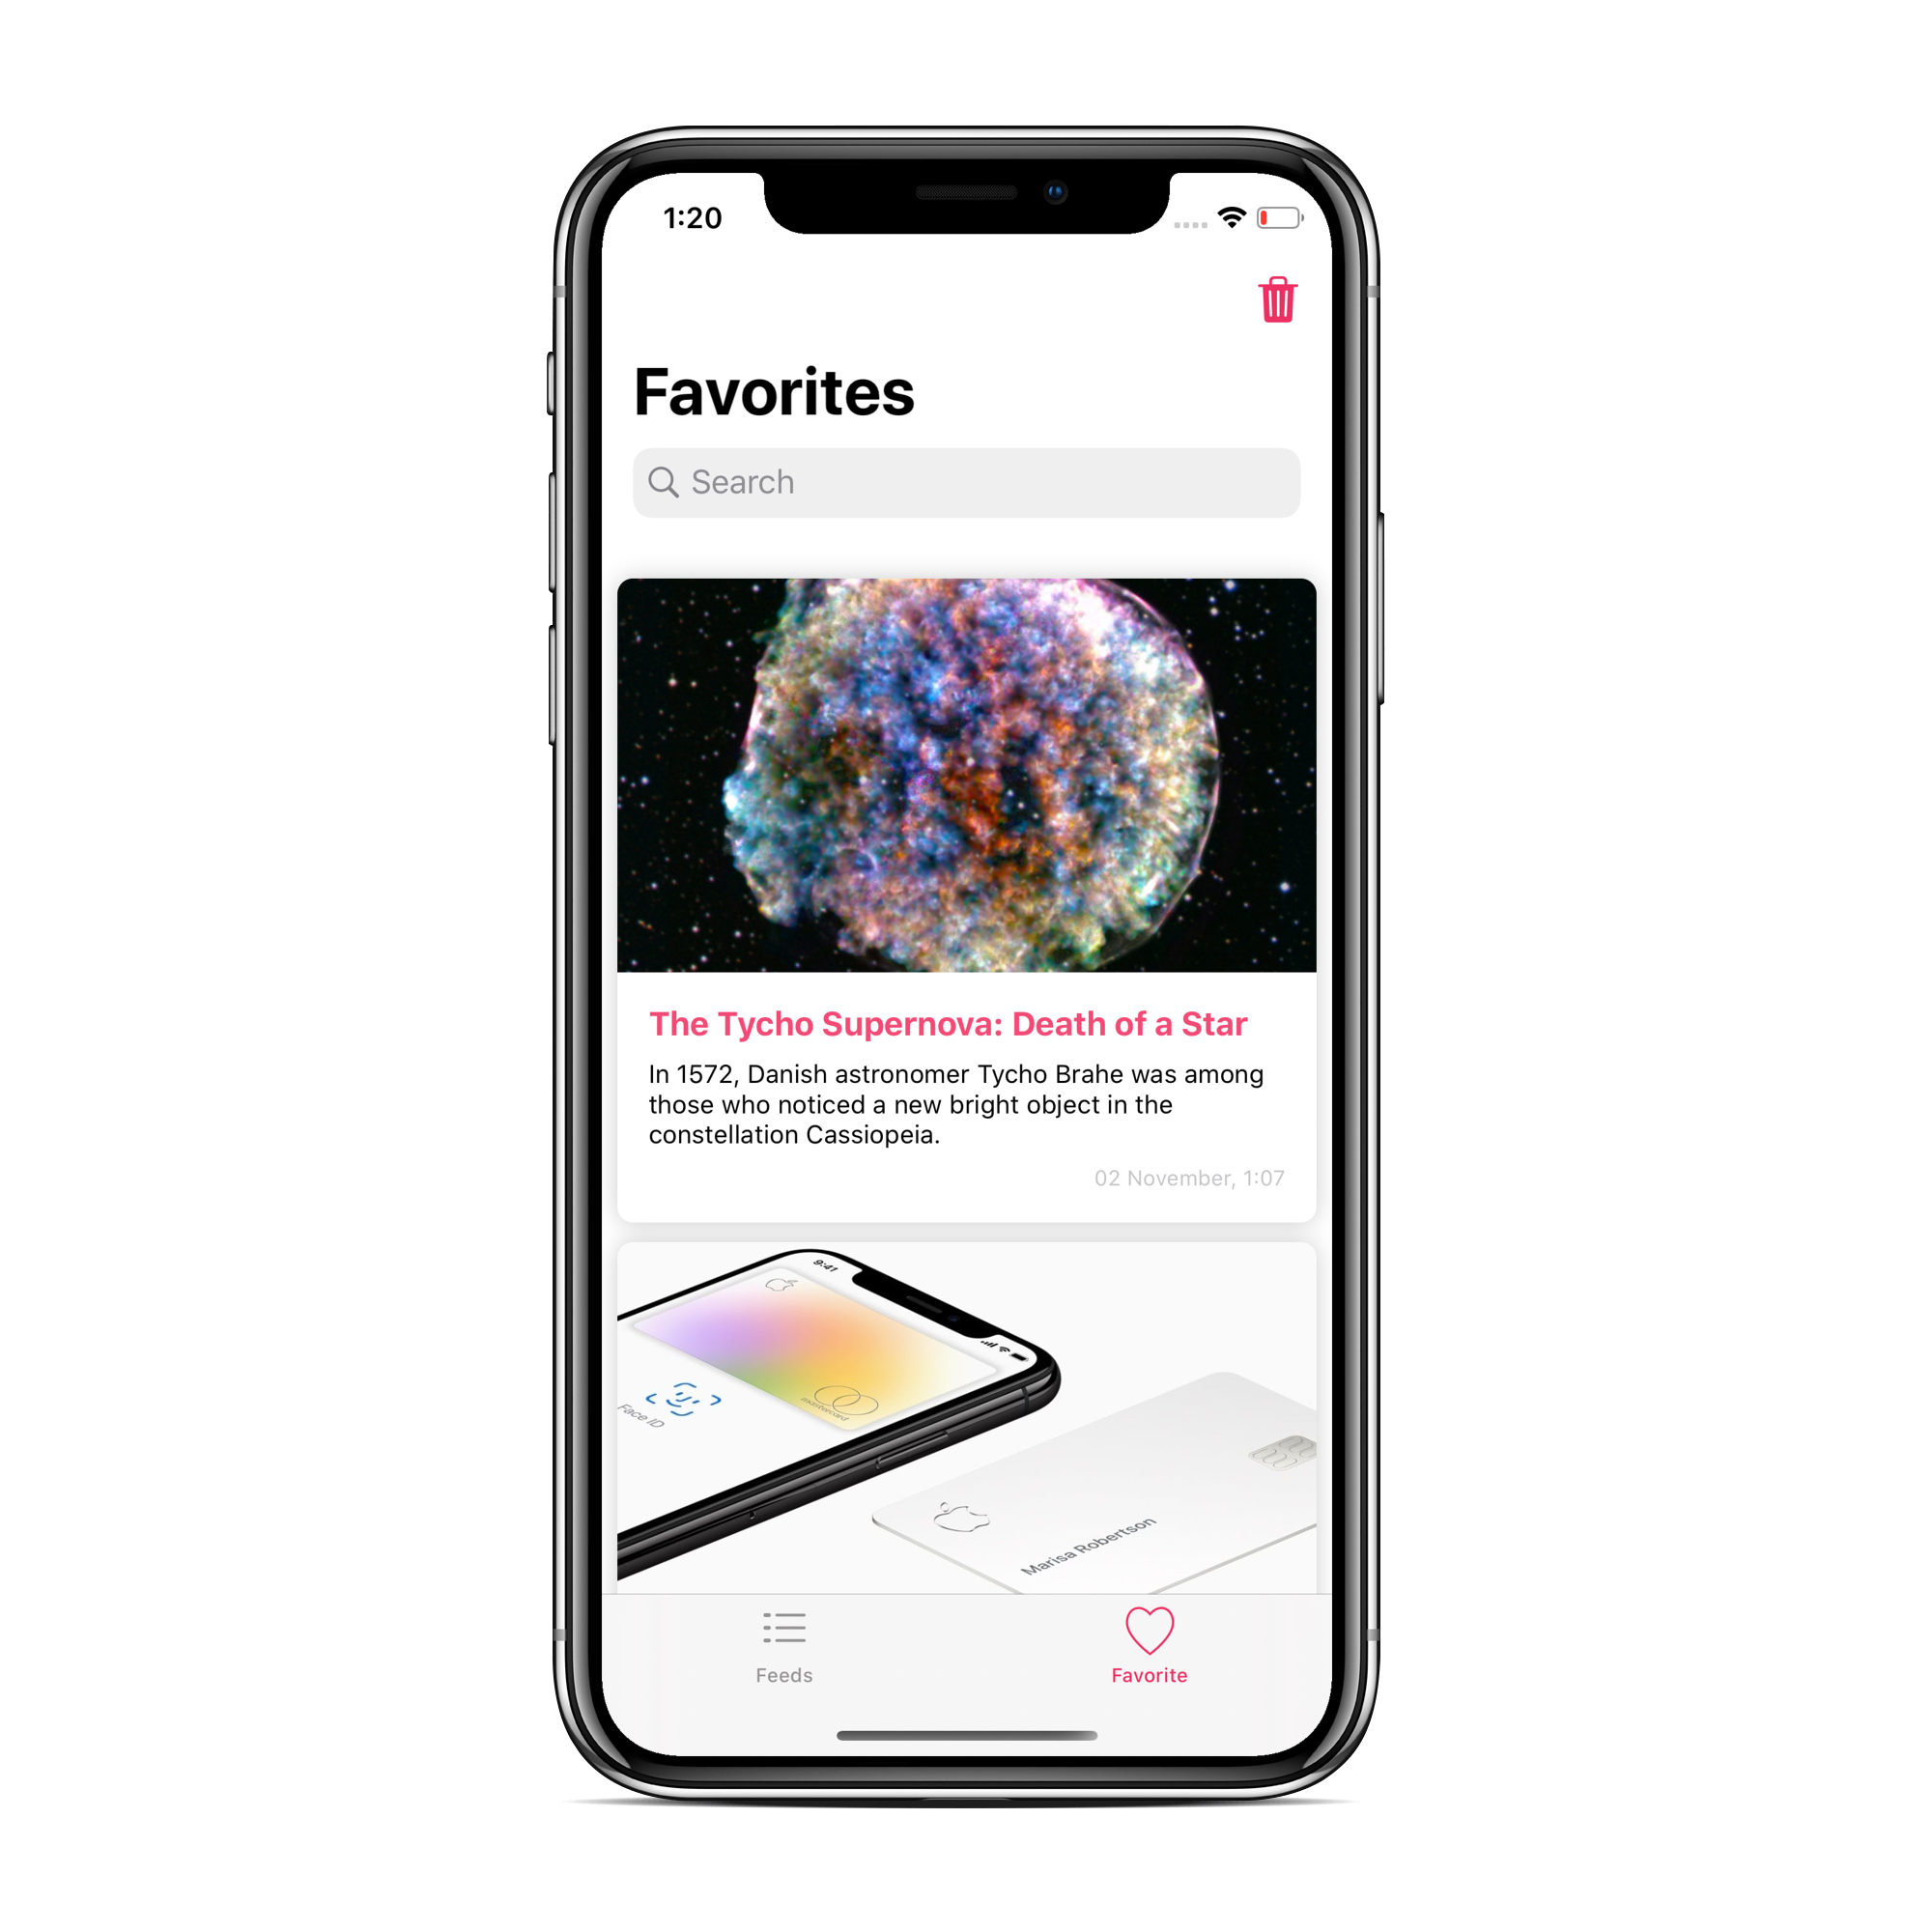 1:20
Favorites
Search
The Tycho Supernova: Death of a Star
In 1572, Danish astronomer Tycho Brahe was among
those who noticed a new bright object in the
constellation Cassiopeia.
02 November, 1:07
9:41
mastercard
Face ID
Marisa Robertson
Feeds
Favorite